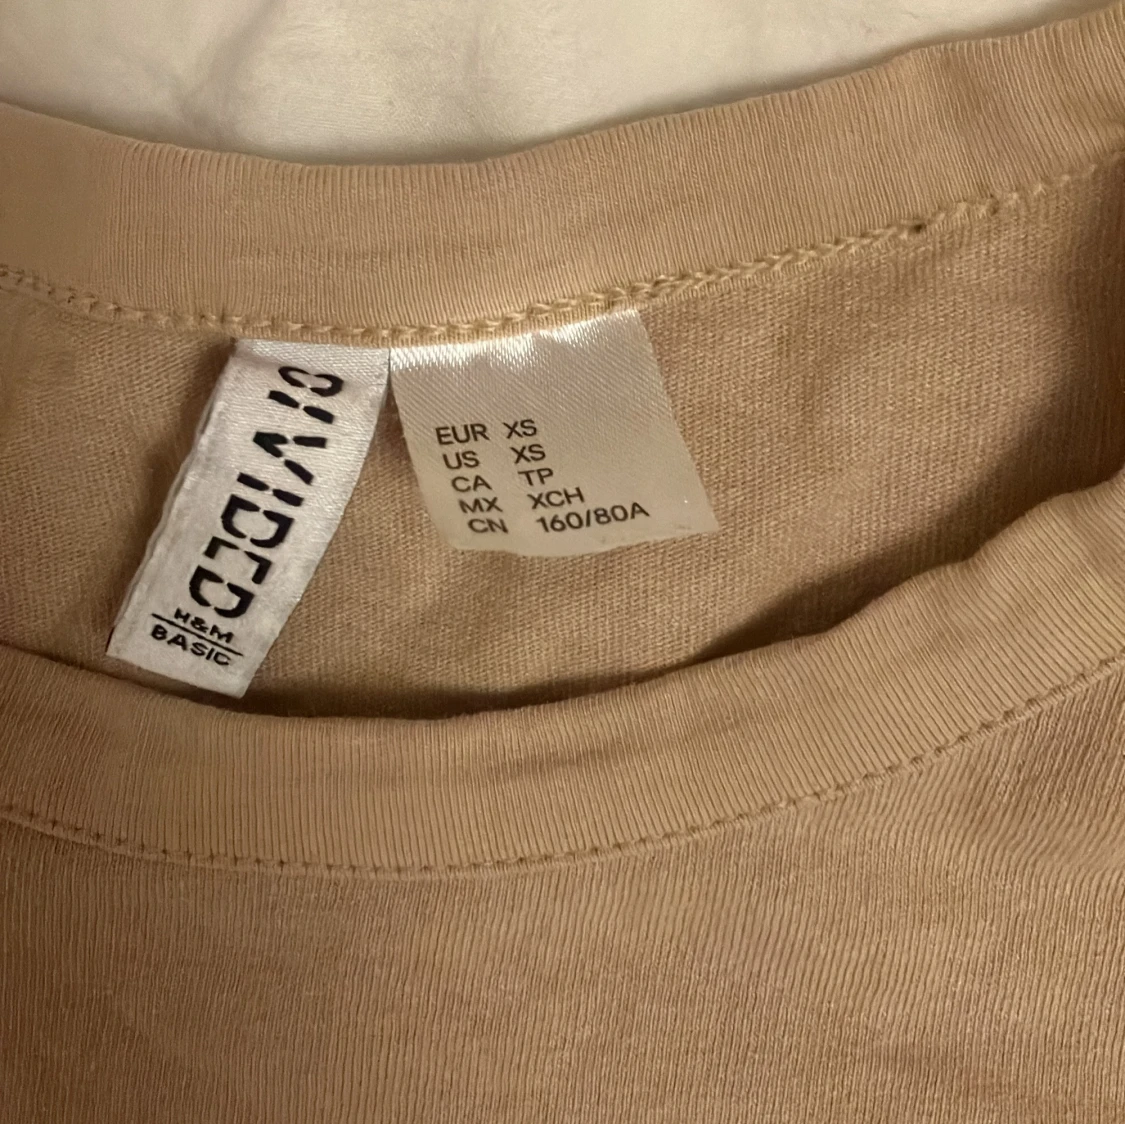 DIVIDED
H&M
BASIC
EUR XS
US XS
CA TP
MX XCH
CN 160/80A